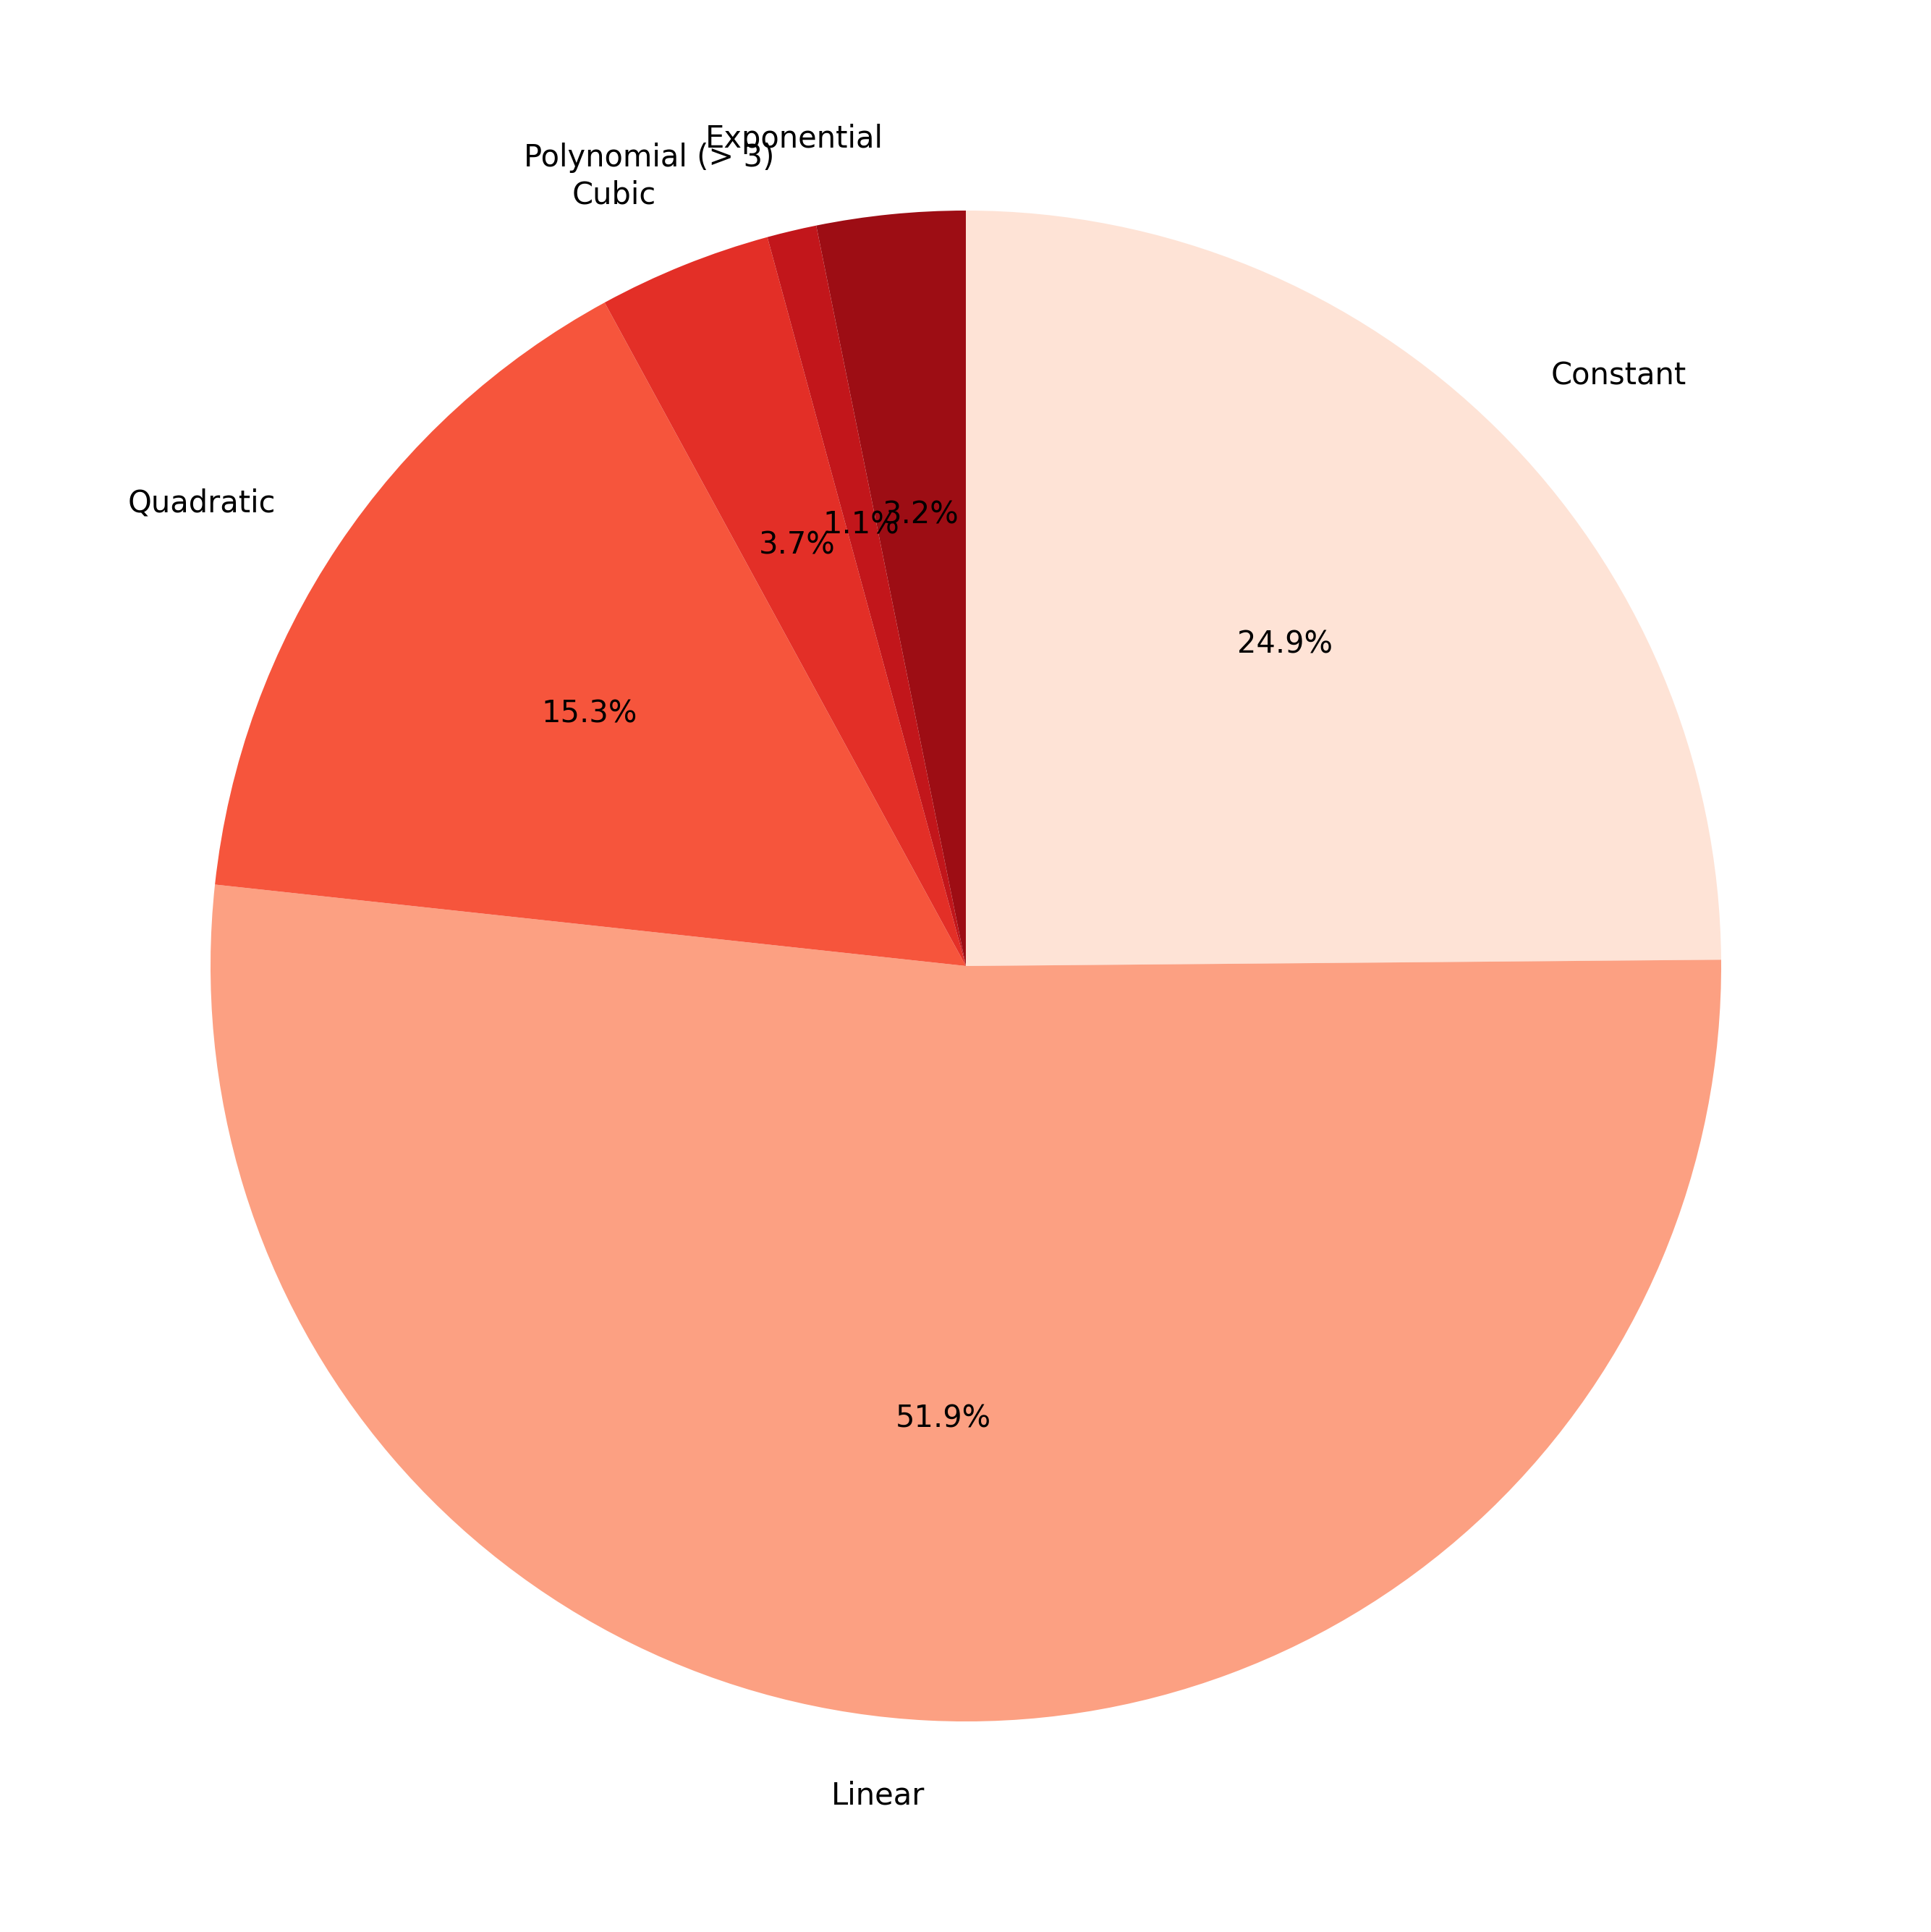 Exponential
Polynomial (> 3)
Cubic
Constant
Quadratic
3.2%
1.1%
3.7%
24.9%
15.3%
51.9%
Linear